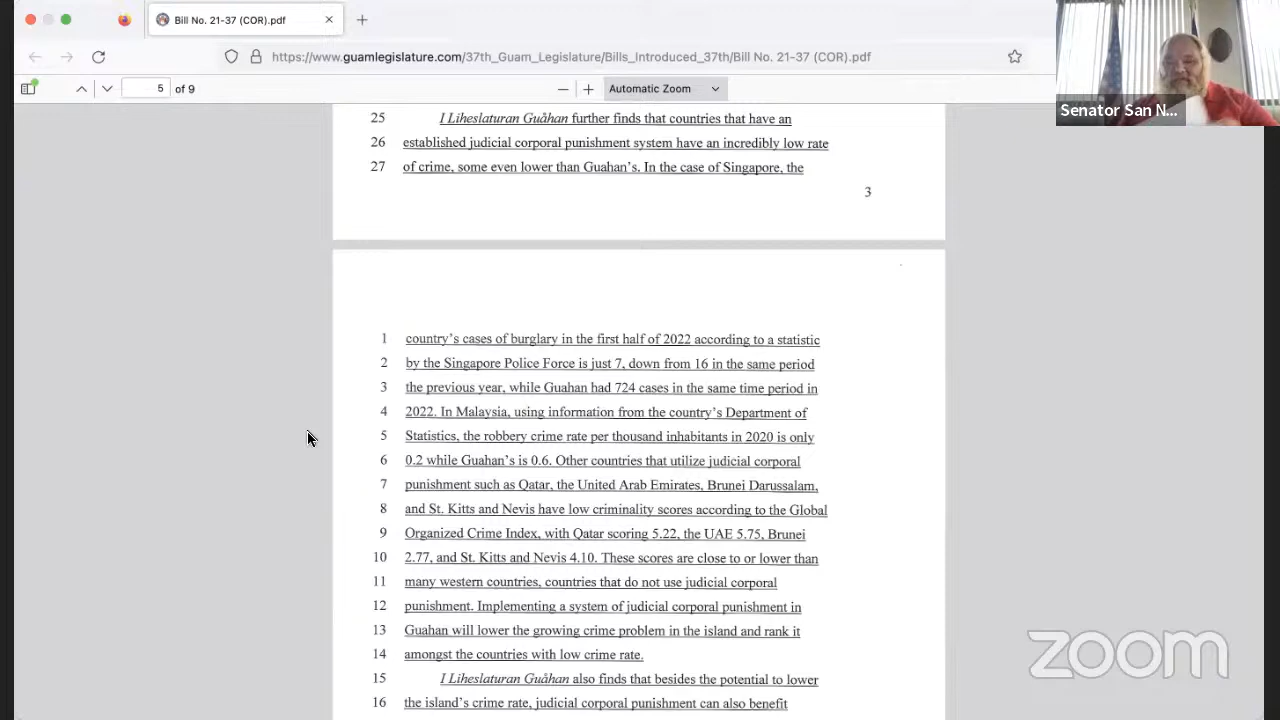 Bill No. 21-37 (COR).pdf
https://www.guamlegislature.com/37th_Guam_Legislature/Bills_Introduced_37th/Bill No. 21-37 (COR).pdf
5 of 9
Automatic Zoom
Senator San N...
25 I Liheslaturan Guåhan further finds that countries that have an
26 established judicial corporal punishment system have an incredibly low rate
27 of crime, some even lower than Guahan's. In the case of Singapore, the
3
1 country's cases of burglary in the first half of 2022 according to a statistic
2 by the Singapore Police Force is just 7, down from 16 in the same period
3 the previous year, while Guahan had 724 cases in the same time period in
4 2022. In Malaysia, using information from the country's Department of
5 Statistics, the robbery crime rate per thousand inhabitants in 2020 is only
6 0.2 while Guahan's is 0.6. Other countries that utilize judicial corporal
7 punishment such as Qatar, the United Arab Emirates, Brunei Darussalam,
8 and St. Kitts and Nevis have low criminality scores according to the Global
9 Organized Crime Index, with Qatar scoring 5.22, the UAE 5.75, Brunei
10 2.77, and St. Kitts and Nevis 4.10. These scores are close to or lower than
11 many western countries, countries that do not use judicial corporal
12 punishment. Implementing a system of judicial corporal punishment in
13 Guahan will lower the growing crime problem in the island and rank it
14 amongst the countries with low crime rate.
15 I Liheslaturan Guåhan also finds that besides the potential to lower
16 the island's crime rate, judicial corporal punishment can also benefit
zoom